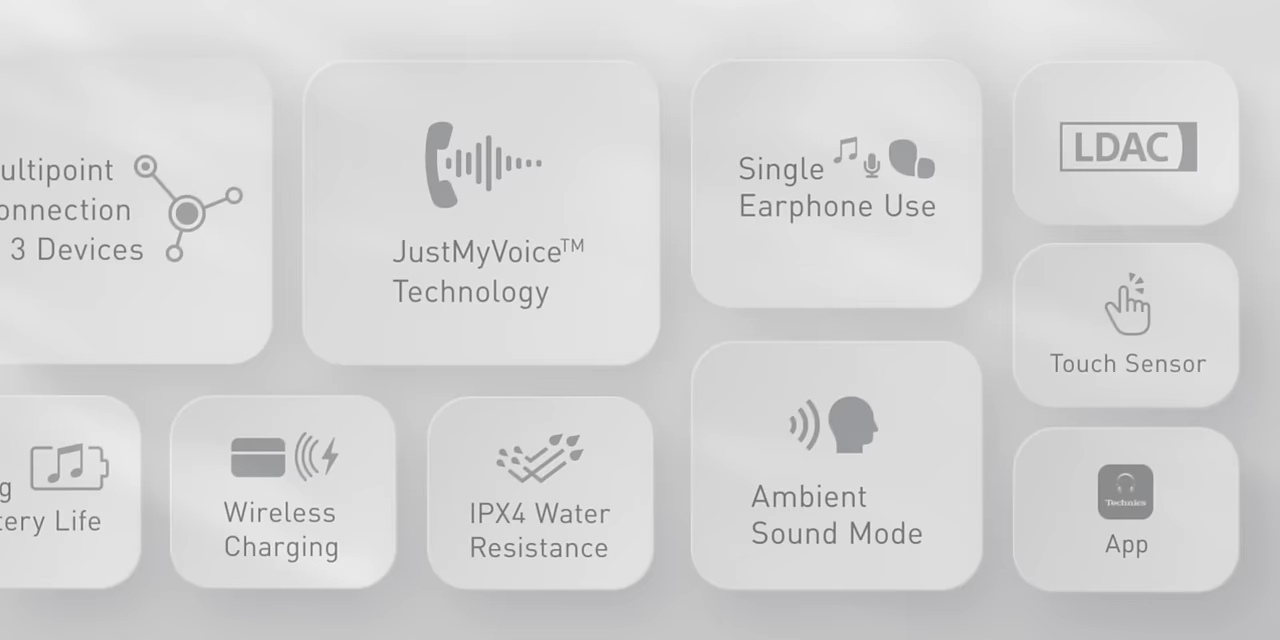 ultipoint
onnection
3 Devices
JustMyVoice™
Technology
Single
Earphone Use
LDAC
Touch Sensor
g
tery Life
Wireless
Charging
IPX4 Water
Resistance
Ambient
Sound Mode
Technics
App